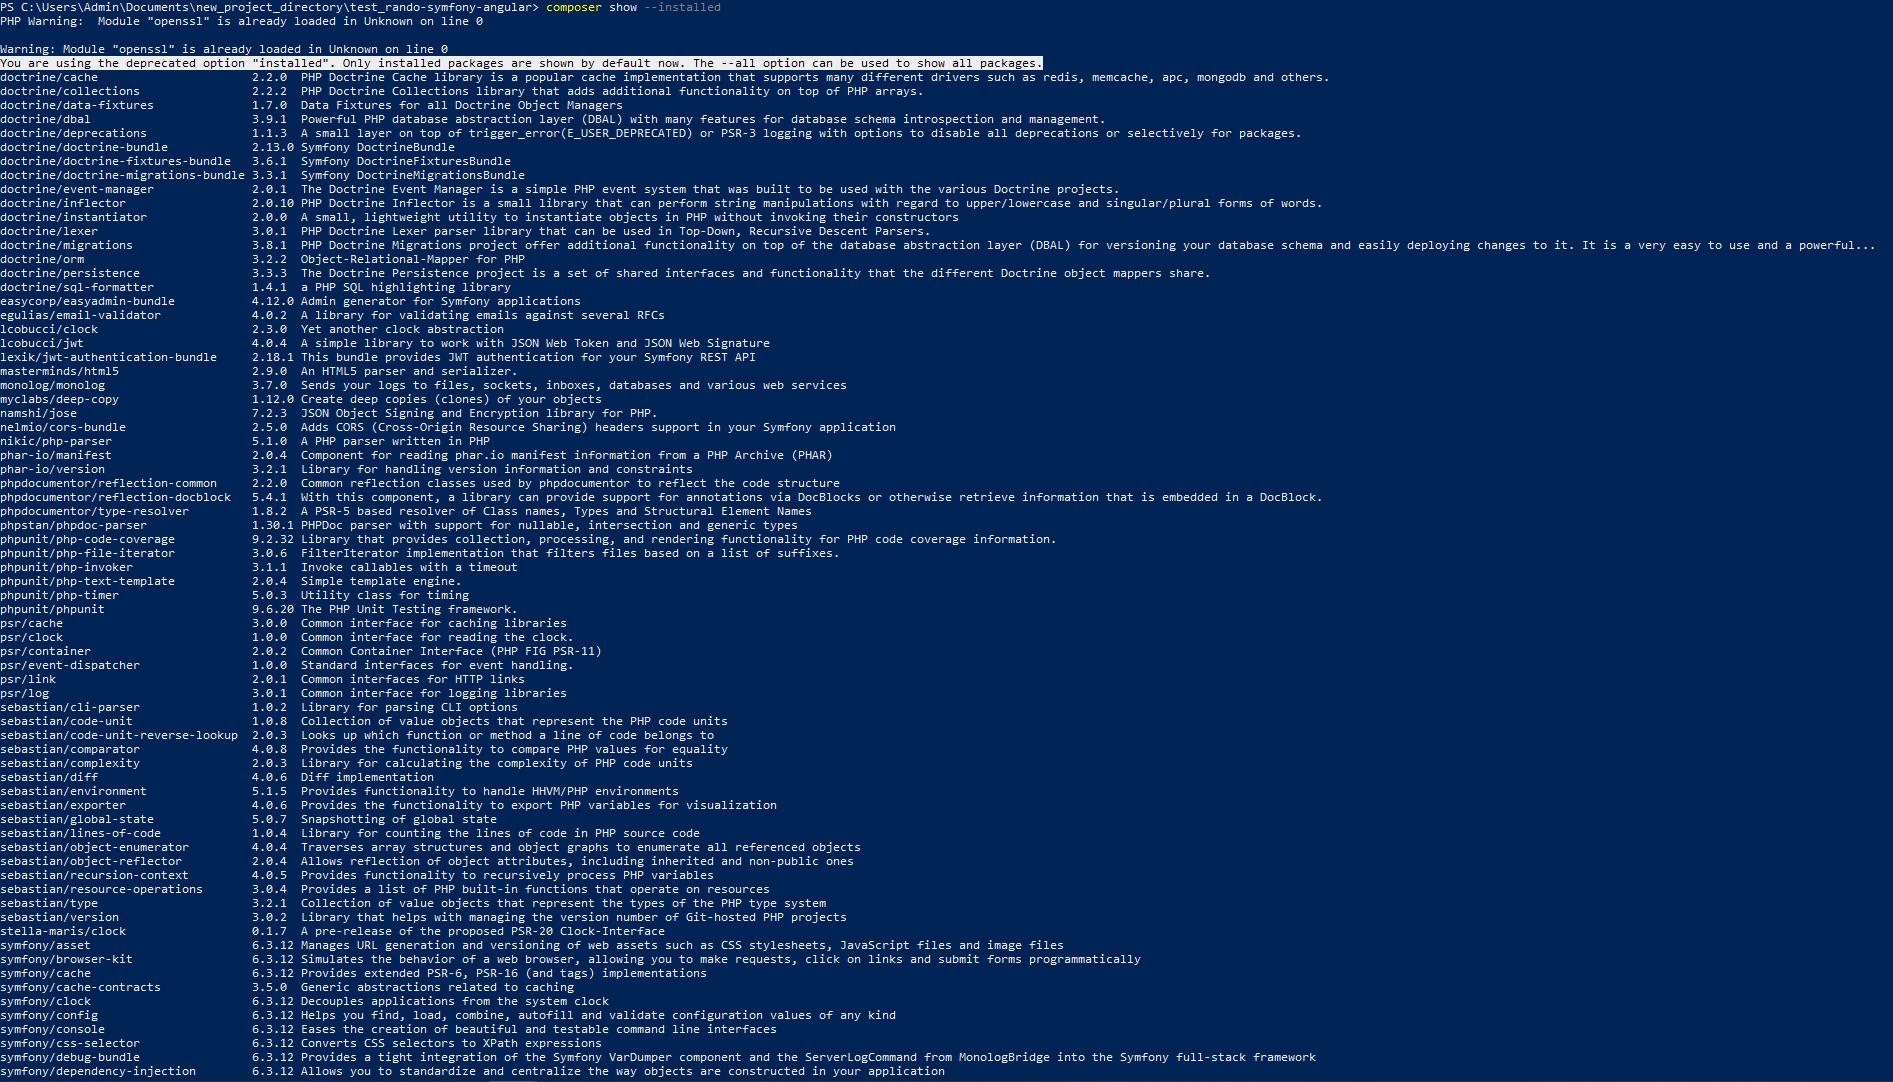 PS C:\Users\Admin\Documents\new_project_directory\test_rando-symfony-angular> composer show --installed
PHP Warning:  Module "openssl" is already loaded in Unknown on line 0
Warning: Module "openssl" is already loaded in Unknown on line 0
You are using the deprecated option "installed". Only installed packages are shown by default now. The --all option can be used to show all packages.
doctrine/cache 2.2.0 PHP Doctrine Cache library is a popular cache implementation that supports many different drivers such as redis, memcache, apc, mongodb and others.
doctrine/collections 2.2.2 PHP Doctrine Collections library that adds additional functionality on top of PHP arrays.
doctrine/data-fixtures 1.7.0 Data Fixtures for all Doctrine Object Managers
doctrine/dbal 3.9.1 Powerful PHP database abstraction layer (DBAL) with many features for database schema introspection and management.
doctrine/deprecations 1.1.3 A small layer on top of trigger_error(E_USER_DEPRECATED) or PSR-3 logging with options to disable all deprecations or selectively for packages.
doctrine/doctrine-bundle 2.13.0 Symfony DoctrineBundle
doctrine/doctrine-fixtures-bundle 3.6.1 Symfony DoctrineFixturesBundle
doctrine/doctrine-migrations-bundle 3.3.1 Symfony DoctrineMigrationsBundle
doctrine/event-manager 2.0.1 The Doctrine Event Manager is a simple PHP event system that was built to be used with the various Doctrine projects.
doctrine/inflector 2.0.10 PHP Doctrine Inflector is a small library that can perform string manipulations with regard to upper/lowercase and singular/plural forms of words.
doctrine/instantiator 2.0.0 A small, lightweight utility to instantiate objects in PHP without invoking their constructors
doctrine/lexer 3.0.1 PHP Doctrine Lexer parser library that can be used in Top-Down, Recursive Descent Parsers.
doctrine/migrations 3.8.1 PHP Doctrine Migrations project offer additional functionality on top of the database abstraction layer (DBAL) for versioning your database schema and easily deploying changes to it. It is a very easy to use and a powerful...
doctrine/orm 3.2.2 Object-Relational-Mapper for PHP
doctrine/persistence 3.3.3 The Doctrine Persistence project is a set of shared interfaces and functionality that the different Doctrine object mappers share.
doctrine/sql-formatter 1.4.1 a PHP SQL highlighting library
easycorp/easyadmin-bundle 4.12.0 Admin generator for Symfony applications
egulias/email-validator 4.0.2 A library for validating emails against several RFCs
lcobucci/clock 2.3.0 Yet another clock abstraction
lcobucci/jwt 4.0.4 A simple library to work with JSON Web Token and JSON Web Signature
lexik/jwt-authentication-bundle 2.18.1 This bundle provides JWT authentication for your Symfony REST API
masterminds/html5 2.9.0 An HTML5 parser and serializer.
monolog/monolog 3.7.0 Sends your logs to files, sockets, inboxes, databases and various web services
myclabs/deep-copy 1.12.0 Create deep copies (clones) of your objects
namshi/jose 7.2.3 JSON Object Signing and Encryption library for PHP.
nelmio/cors-bundle 2.5.0 Adds CORS (Cross-Origin Resource Sharing) headers support in your Symfony application
nikic/php-parser 5.1.0 A PHP parser written in PHP
phar-io/manifest 2.0.4 Component for reading phar.io manifest information from a PHP Archive (PHAR)
phar-io/version 3.2.1 Library for handling version information and constraints
phpdocumentor/reflection-common 2.2.0 Common reflection classes used by phpdocumentor to reflect the code structure
phpdocumentor/reflection-docblock 5.4.1 With this component, a library can provide support for annotations via DocBlocks or otherwise retrieve information that is embedded in a DocBlock.
phpdocumentor/type-resolver 1.8.2 A PSR-5 based resolver of Class names, Types and Structural Element Names
phpstan/phpdoc-parser 1.30.1 PHPDoc parser with support for nullable, intersection and generic types
phpunit/php-code-coverage 9.2.32 Library that provides collection, processing, and rendering functionality for PHP code coverage information.
phpunit/php-file-iterator 3.0.6 FilterIterator implementation that filters files based on a list of suffixes.
phpunit/php-invoker 3.1.1 Invoke callables with a timeout
phpunit/php-text-template 2.0.4 Simple template engine.
phpunit/php-timer 5.0.3 Utility class for timing
phpunit/phpunit 9.6.20 The PHP Unit Testing framework.
psr/cache 3.0.0 Common interface for caching libraries
psr/clock 1.0.0 Common interface for reading the clock.
psr/container 2.0.2 Common Container Interface (PHP FIG PSR-11)
psr/event-dispatcher 1.0.0 Standard interfaces for event handling.
psr/link 2.0.1 Common interfaces for HTTP links
psr/log 3.0.1 Common interface for logging libraries
sebastian/cli-parser 1.0.2 Library for parsing CLI options
sebastian/code-unit 1.0.8 Collection of value objects that represent the PHP code units
sebastian/code-unit-reverse-lookup 2.0.3 Looks up which function or method a line of code belongs to
sebastian/comparator 4.0.8 Provides the functionality to compare PHP values for equality
sebastian/complexity 2.0.3 Library for calculating the complexity of PHP code units
sebastian/diff 4.0.6 Diff implementation
sebastian/environment 5.1.5 Provides functionality to handle HHVM/PHP environments
sebastian/exporter 4.0.6 Provides the functionality to export PHP variables for visualization
sebastian/global-state 5.0.7 Snapshotting of global state
sebastian/lines-of-code 1.0.4 Library for counting the lines of code in PHP source code
sebastian/object-enumerator 4.0.4 Traverses array structures and object graphs to enumerate all referenced objects
sebastian/object-reflector 2.0.4 Allows reflection of object attributes, including inherited and non-public ones
sebastian/recursion-context 4.0.5 Provides functionality to recursively process PHP variables
sebastian/resource-operations 3.0.4 Provides a list of PHP built-in functions that operate on resources
sebastian/type 3.2.1 Collection of value objects that represent the types of the PHP type system
sebastian/version 3.0.2 Library that helps with managing the version number of Git-hosted PHP projects
stella-maris/clock 0.1.7 A pre-release of the proposed PSR-20 Clock-Interface
symfony/asset 6.3.12 Manages URL generation and versioning of web assets such as CSS stylesheets, JavaScript files and image files
symfony/browser-kit 6.3.12 Simulates the behavior of a web browser, allowing you to make requests, click on links and submit forms programmatically
symfony/cache 6.3.12 Provides extended PSR-6, PSR-16 (and tags) implementations
symfony/cache-contracts 3.5.0 Generic abstractions related to caching
symfony/clock 6.3.12 Decouples applications from the system clock
symfony/config 6.3.12 Helps you find, load, combine, autofill and validate configuration values of any kind
symfony/console 6.3.12 Eases the creation of beautiful and testable command line interfaces
symfony/css-selector 6.3.12 Converts CSS selectors to XPath expressions
symfony/debug-bundle 6.3.12 Provides a tight integration of the Symfony VarDumper component and the ServerLogCommand from MonologBridge into the Symfony full-stack framework
symfony/dependency-injection 6.3.12 Allows you to standardize and centralize the way objects are constructed in your application